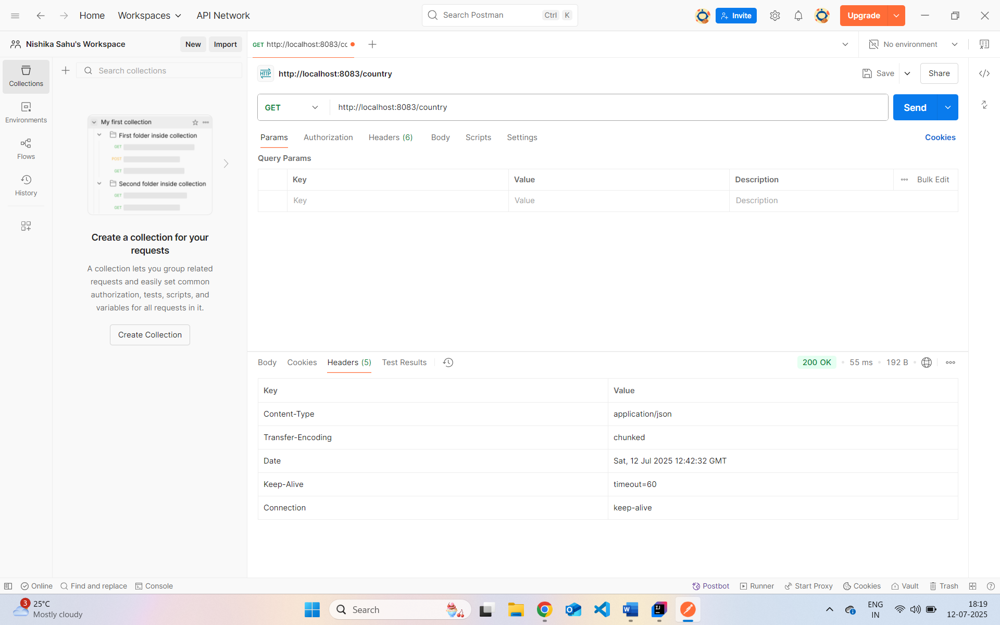 Home Workspaces API Network Search Postman Ctrl K Invite Upgrade
Nishika Sahu's Workspace New Import GET http://localhost:8083/cc No environment
Collections
Environments
Flows
History
Search collections
My first collection
First folder inside collection
GET
POST
GET
Second folder inside collection
GET
GET
Create a collection for your
requests
A collection lets you group related
requests and easily set common
authorization, tests, scripts, and
variables for all requests in it.
Create Collection
HTTP http://localhost:8083/country Save Share
GET http://localhost:8083/country Send
Params Authorization Headers (6) Body Scripts Settings Cookies
Query Params
Key Value Description Bulk Edit
Key Value Description
Body Cookies Headers (5) Test Results 200 OK 55 ms 192 B
Key Value
Content-Type application/json
Transfer-Encoding chunked
Date Sat, 12 Jul 2025 12:42:32 GMT
Keep-Alive timeout=60
Connection keep-alive
Online Find and replace Console Postbot Runner Start Proxy Cookies Vault Trash
3 25°C
Mostly cloudy
Search
ENG
IN
18:19
12-07-2025